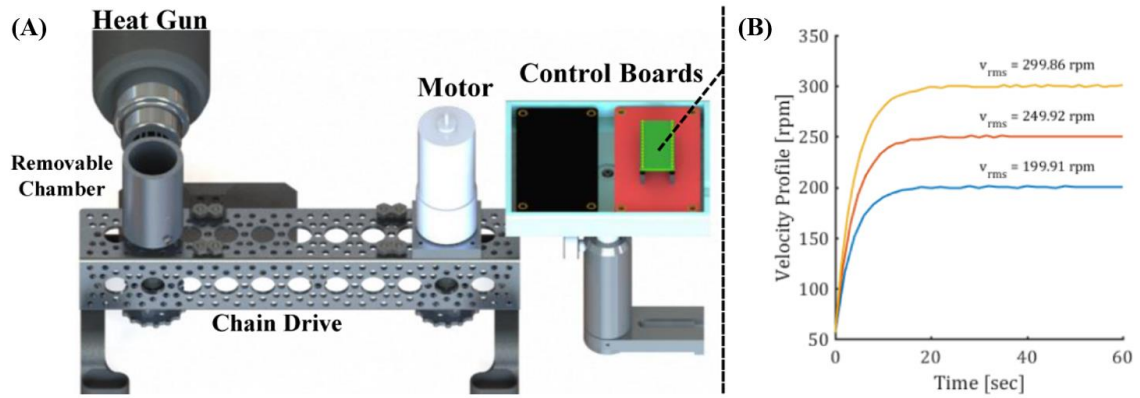 (A)
Heat Gun
Motor
Control Boards
Removable
Chamber
Chain Drive
(B)
Velocity Profile [rpm]
350
300
250
200
150
100
50
v_rms = 299.86 rpm
v_rms = 249.92 rpm
v_rms = 199.91 rpm
0
20
40
60
Time [sec]